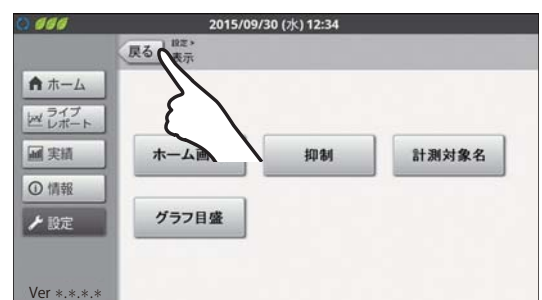 2015/09/30 (水) 12:34
戻る
設定 >
表示
ホーム
ライブ
レポート
実績
情報
設定
ホーム画
抑制
計測対象名
グラフ目盛
Ver *.*.*.*